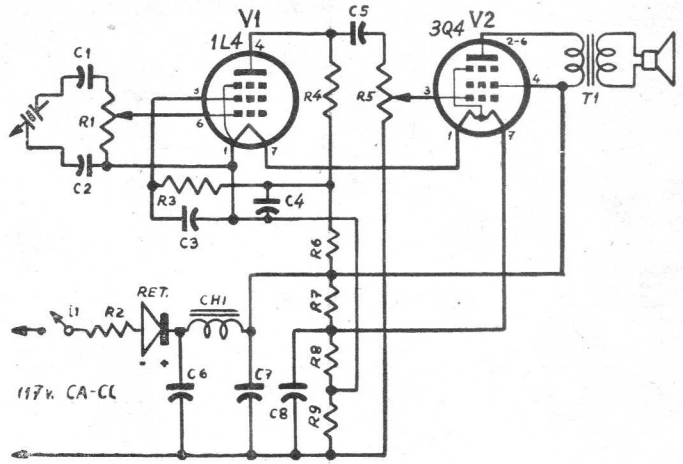 V1
C5
3Q4 V2
1L4
4
2-6
C1
5
R4
R5
3
4
R1
6
T1
1
7
1
7
C2
R3
C4
C3
R6
RET.
CH1
i1
R2
R7
- +
R8
C6
C7
C8
R9
117v. CA-CC